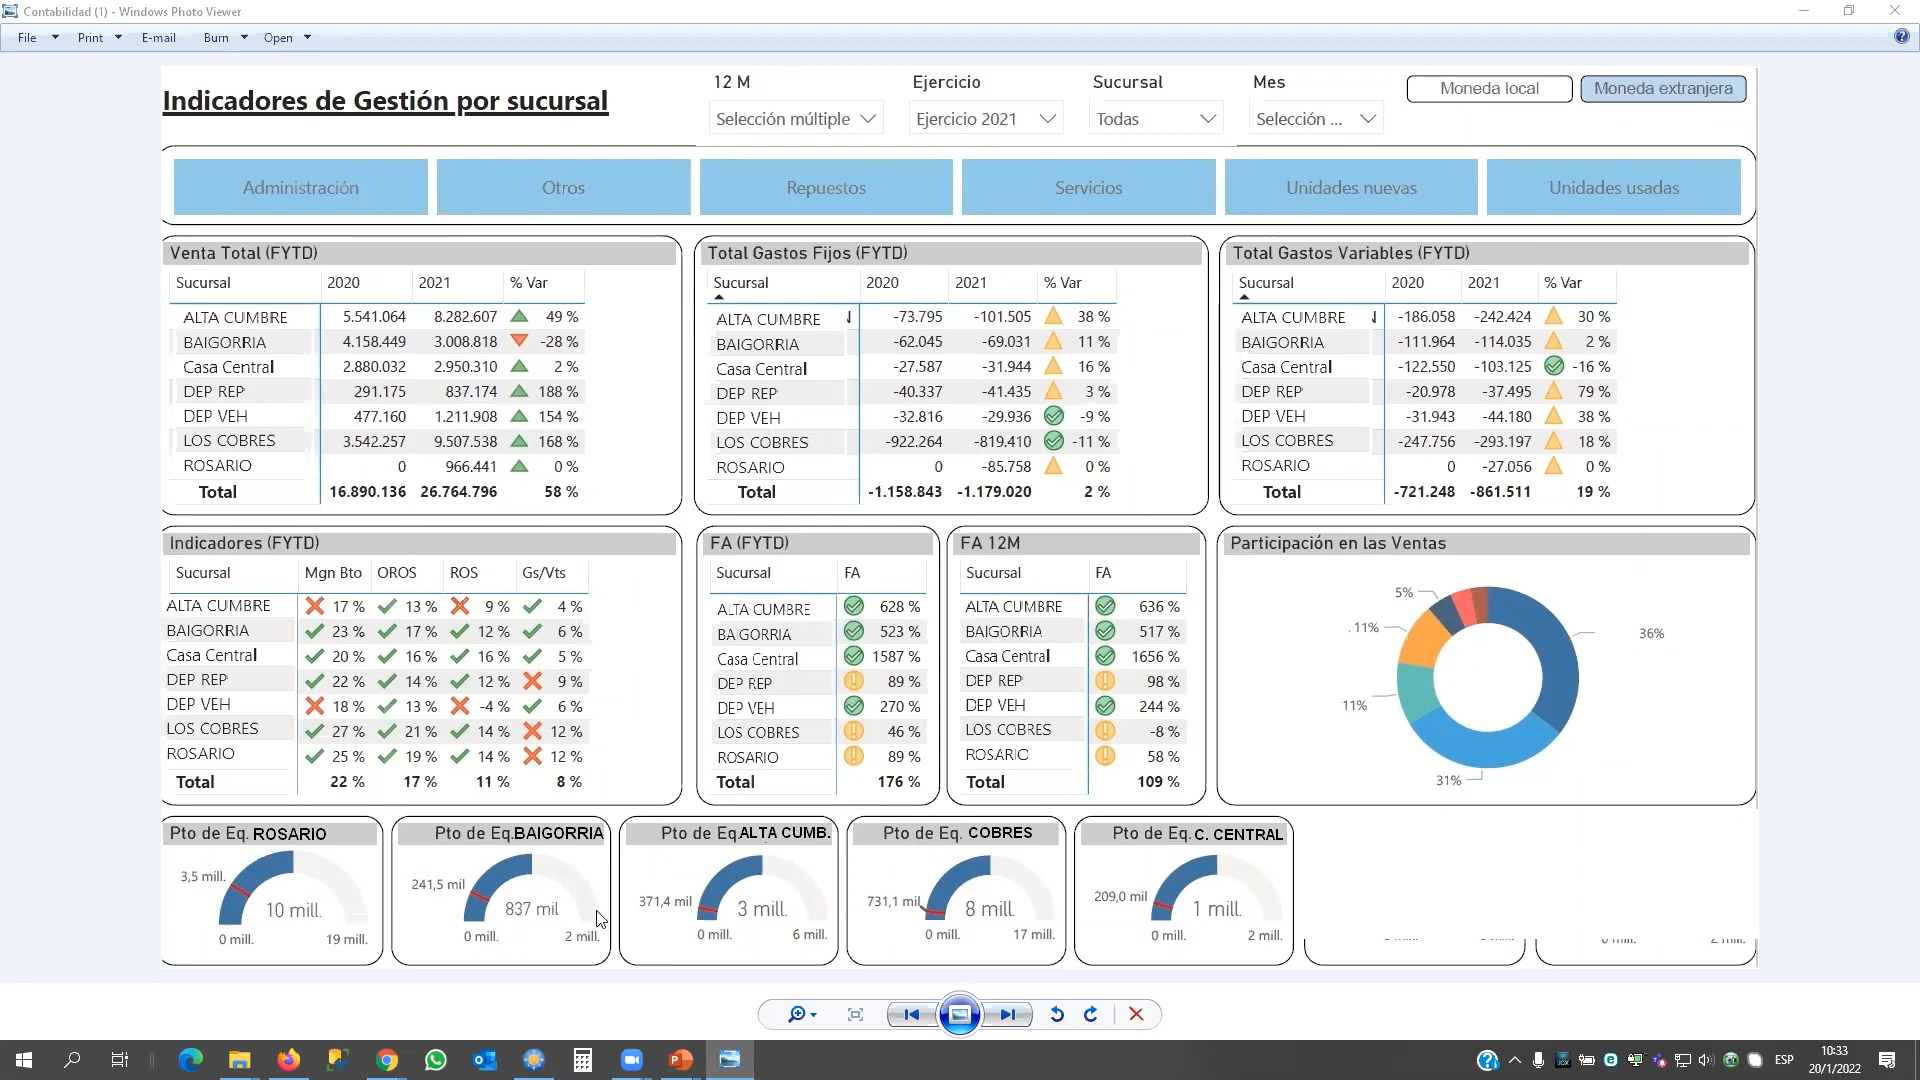 Contabilidad (1) - Windows Photo Viewer
File Print E-mail Burn Open
Indicadores de Gestión por sucursal
12 M Ejercicio Sucursal Mes
Selección múltiple Ejercicio 2021 Todas Selección ...
Moneda local Moneda extranjera
Administración Otros Repuestos Servicios Unidades nuevas Unidades usadas
Venta Total (FYTD)
Sucursal 2020 2021 % Var
ALTA CUMBRE 5.541.064 8.282.607 49 %
BAIGORRIA 4.158.449 3.008.818 -28 %
Casa Central 2.880.032 2.950.310 2 %
DEP REP 291.175 837.174 188 %
DEP VEH 477.160 1.211.908 154 %
LOS COBRES 3.542.257 9.507.538 168 %
ROSARIO 0 966.441 0 %
Total 16.890.136 26.764.796 58 %
Total Gastos Fijos (FYTD)
Sucursal 2020 2021 % Var
ALTA CUMBRE -73.795 -101.505 38 %
BAIGORRIA -62.045 -69.031 11 %
Casa Central -27.587 -31.944 16 %
DEP REP -40.337 -41.435 3 %
DEP VEH -32.816 -29.936 -9 %
LOS COBRES -922.264 -819.410 -11 %
ROSARIO 0 -85.758 0 %
Total -1.158.843 -1.179.020 2 %
Total Gastos Variables (FYTD)
Sucursal 2020 2021 % Var
ALTA CUMBRE -186.058 -242.424 30 %
BAIGORRIA -111.964 -114.035 2 %
Casa Central -122.550 -103.125 -16 %
DEP REP -20.978 -37.495 79 %
DEP VEH -31.943 -44.180 38 %
LOS COBRES -247.756 -293.197 18 %
ROSARIO 0 -27.056 0 %
Total -721.248 -861.511 19 %
Indicadores (FYTD)
Sucursal Mgn Bto OROS ROS Gs/Vts
ALTA CUMBRE 17 % 13 % 9 % 4 %
BAIGORRIA 23 % 17 % 12 % 6 %
Casa Central 20 % 16 % 16 % 5 %
DEP REP 22 % 14 % 12 % 9 %
DEP VEH 18 % 13 % -4 % 6 %
LOS COBRES 27 % 21 % 14 % 12 %
ROSARIO 25 % 19 % 14 % 12 %
Total 22 % 17 % 11 % 8 %
FA (FYTD)
Sucursal FA
ALTA CUMBRE 628 %
BAIGORRIA 523 %
Casa Central 1587 %
DEP REP 89 %
DEP VEH 270 %
LOS COBRES 46 %
ROSARIO 89 %
Total 176 %
FA 12M
Sucursal FA
ALTA CUMBRE 636 %
BAIGORRIA 517 %
Casa Central 1656 %
DEP REP 98 %
DEP VEH 244 %
LOS COBRES -8 %
ROSARIO 58 %
Total 109 %
Participación en las Ventas
5%
11%
36%
11%
31%
Pto de Eq. ROSARIO
3,5 mill.
10 mill.
0 mill. 19 mill.
Pto de Eq.BAIGORRIA
241,5 mil
837 mil
0 mill. 2 mill.
Pto de Eq.ALTA CUMB.
371,4 mil
3 mill.
0 mill. 6 mill.
Pto de Eq. COBRES
731,1 mil
8 mill.
0 mill. 17 mill.
Pto de Eq. C. CENTRAL
209,0 mil
1 mill.
0 mill. 2 mill.
ESP
10:33
20/1/2022